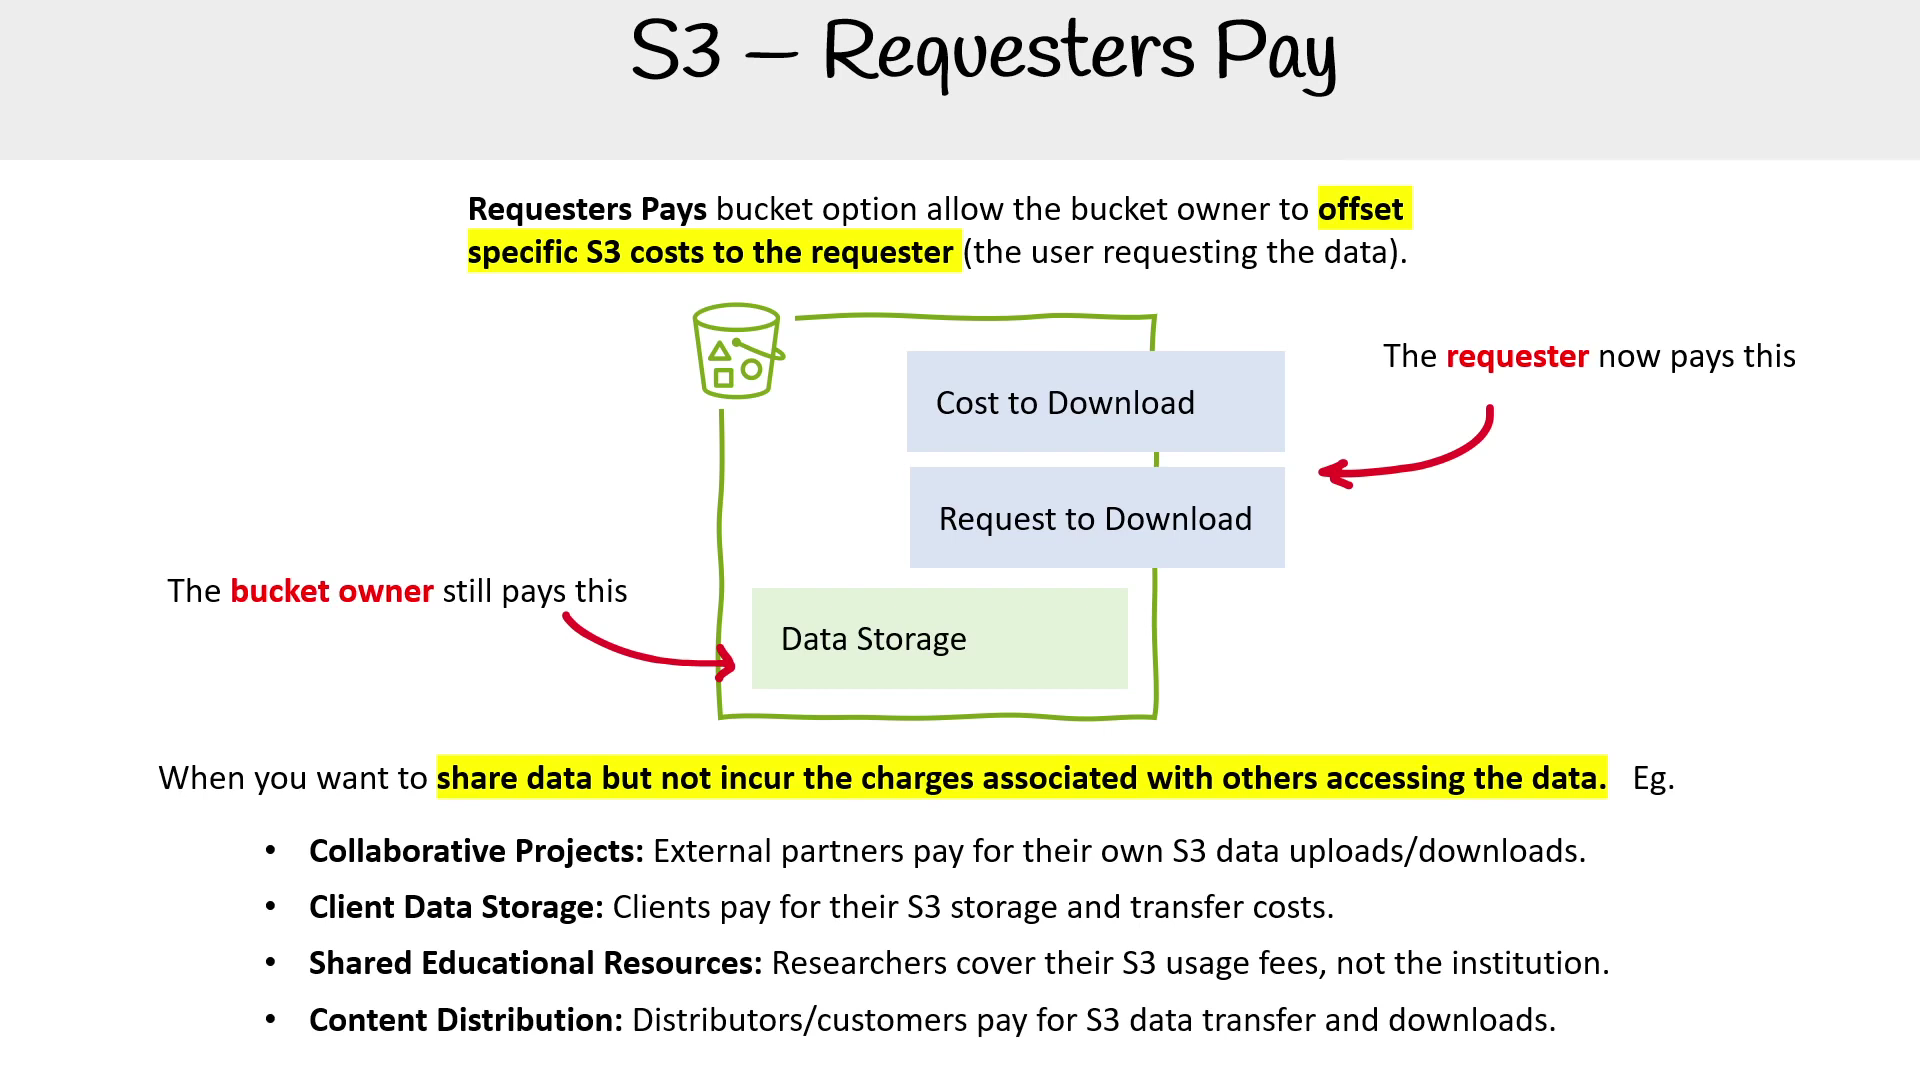 S3 – Requesters Pay
Requesters Pays bucket option allow the bucket owner to offset
specific S3 costs to the requester (the user requesting the data).
The requester now pays this
Cost to Download
Request to Download
The bucket owner still pays this
Data Storage
When you want to share data but not incur the charges associated with others accessing the data. Eg.
• Collaborative Projects: External partners pay for their own S3 data uploads/downloads.
• Client Data Storage: Clients pay for their S3 storage and transfer costs.
• Shared Educational Resources: Researchers cover their S3 usage fees, not the institution.
• Content Distribution: Distributors/customers pay for S3 data transfer and downloads.